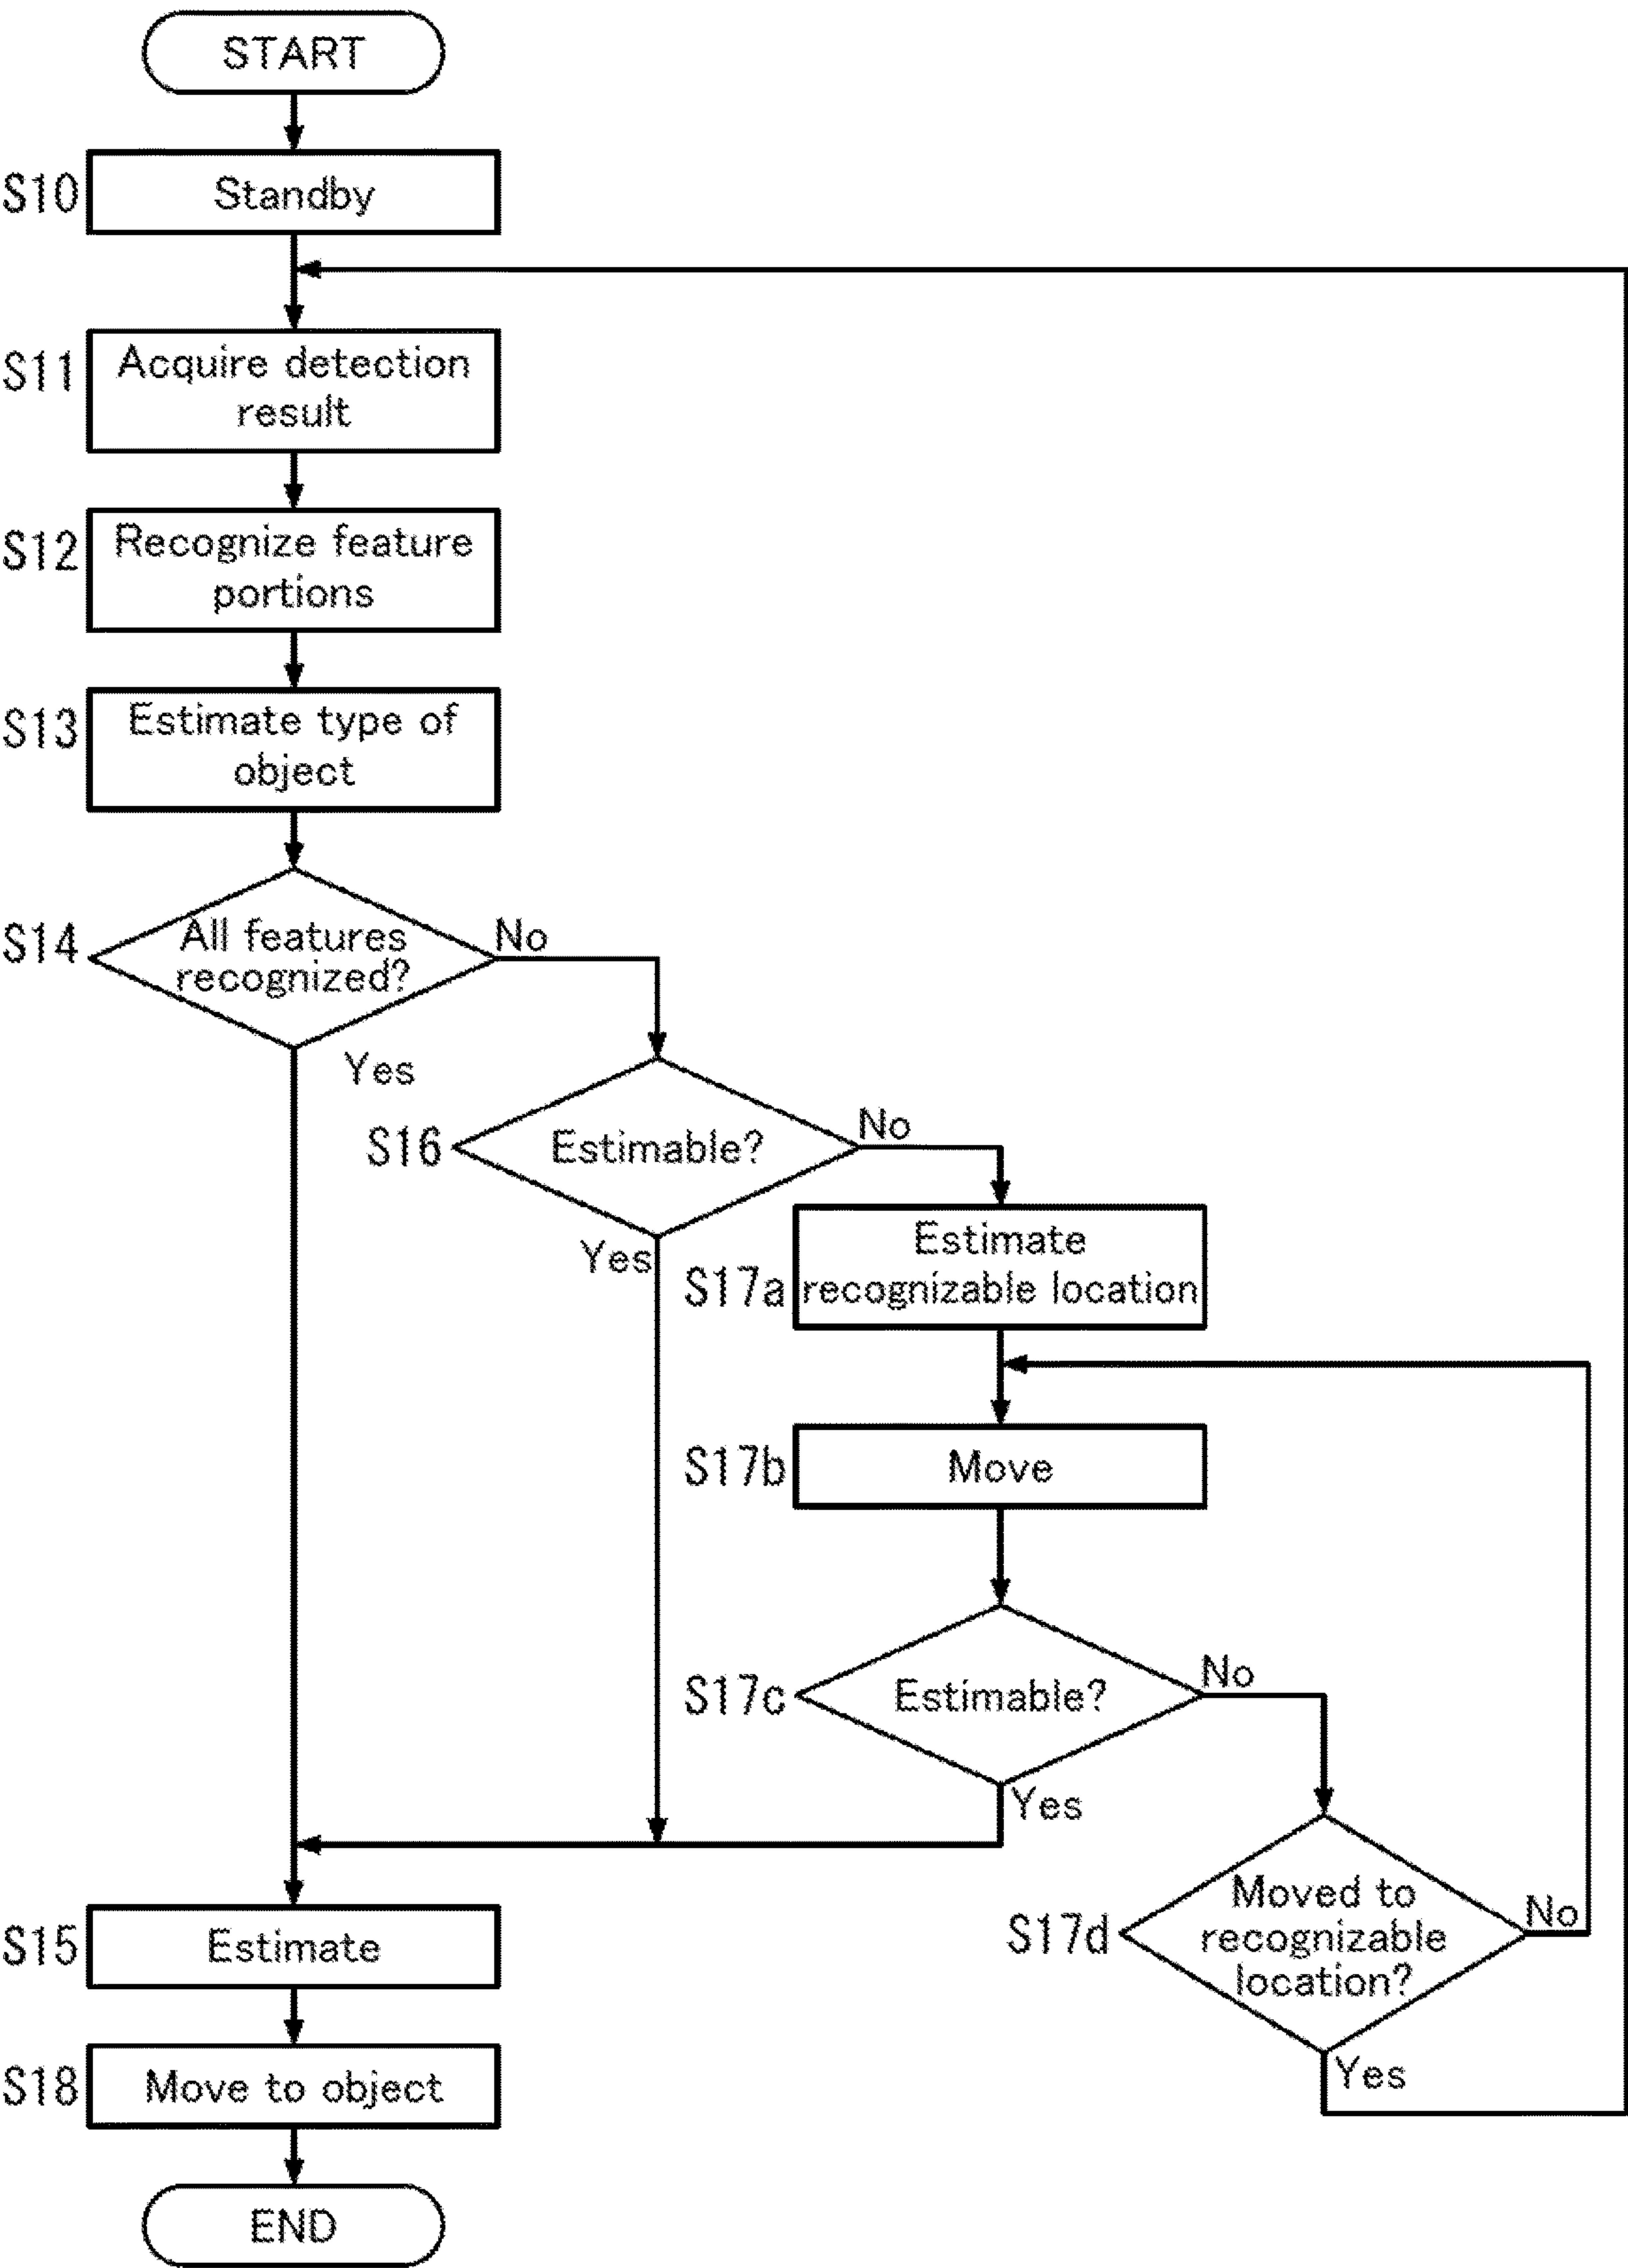 START
S10
Standby
S11
Acquire detection
result
S12
Recognize feature
portions
S13
Estimate type of
object
S14
All features
recognized?
No
Yes
S16
Estimable?
No
Yes
S17a
Estimate
recognizable location
S17b
Move
S17c
Estimable?
No
Yes
S17d
Moved to
recognizable
location?
No
Yes
S15
Estimate
S18
Move to object
END